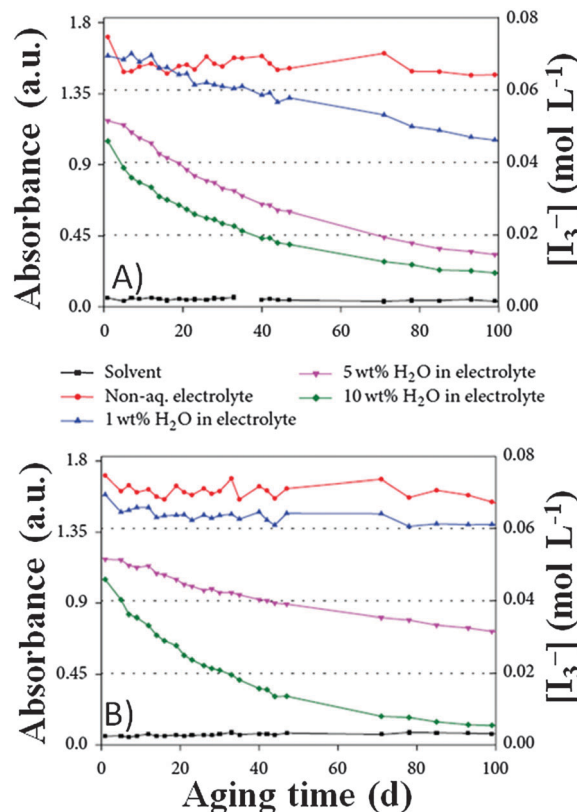 1.8
1.35
0.9
0.45
0.0
Absorbance (a.u.)
0.08
0.06
0.04
0.02
0.00
[I₃⁻] (mol L⁻¹)
A)
0 20 40 60 80 100
Solvent
Non-aq. electrolyte
1 wt% H₂O in electrolyte
5 wt% H₂O in electrolyte
10 wt% H₂O in electrolyte
1.8
1.35
0.9
0.45
0.0
Absorbance (a.u.)
0.08
0.06
0.04
0.02
0.00
[I₃⁻] (mol L⁻¹)
B)
0 20 40 60 80 100
Aging time (d)